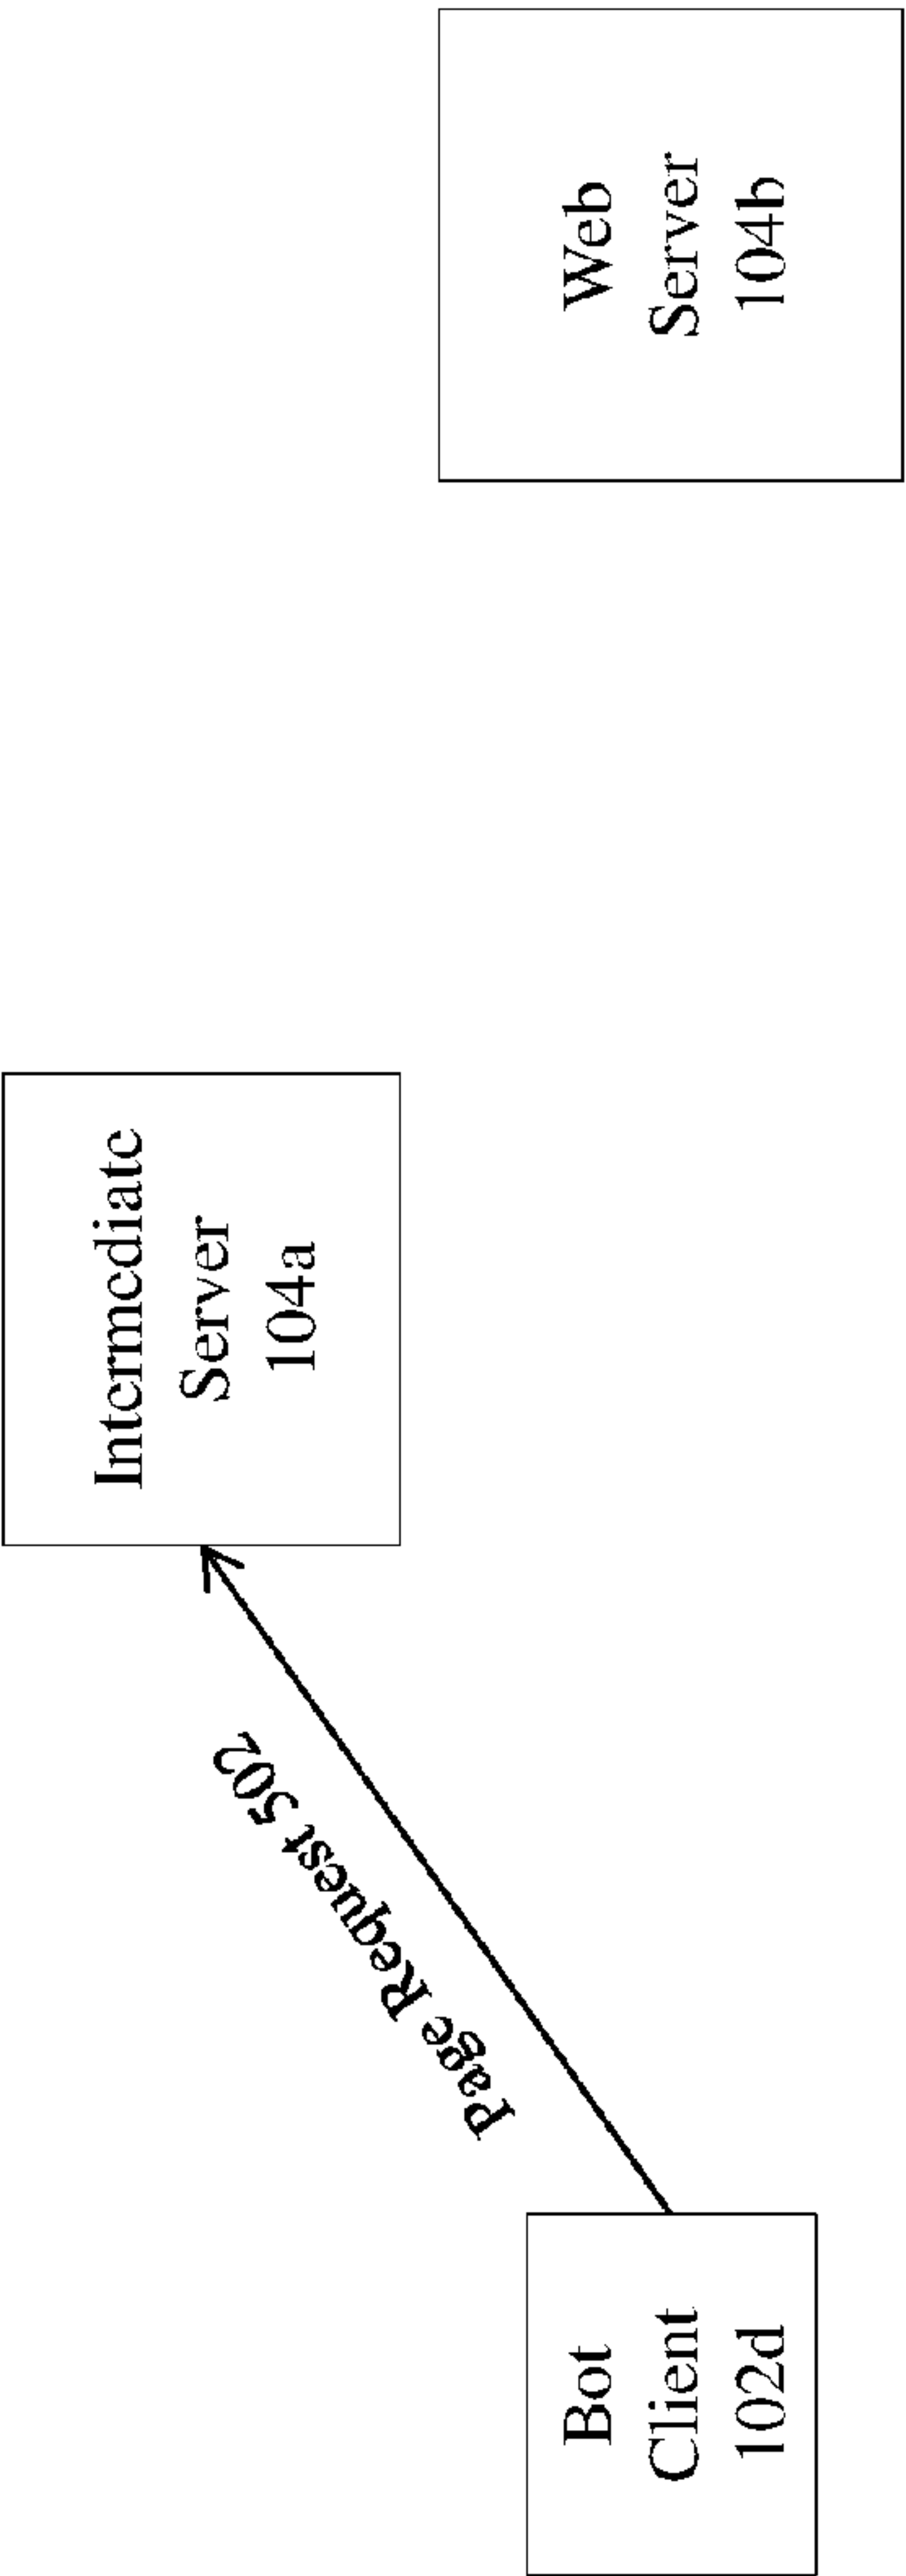 Intermediate
Server
104a
Page Request 502
Bot
Client
102d
Web
Server
104b